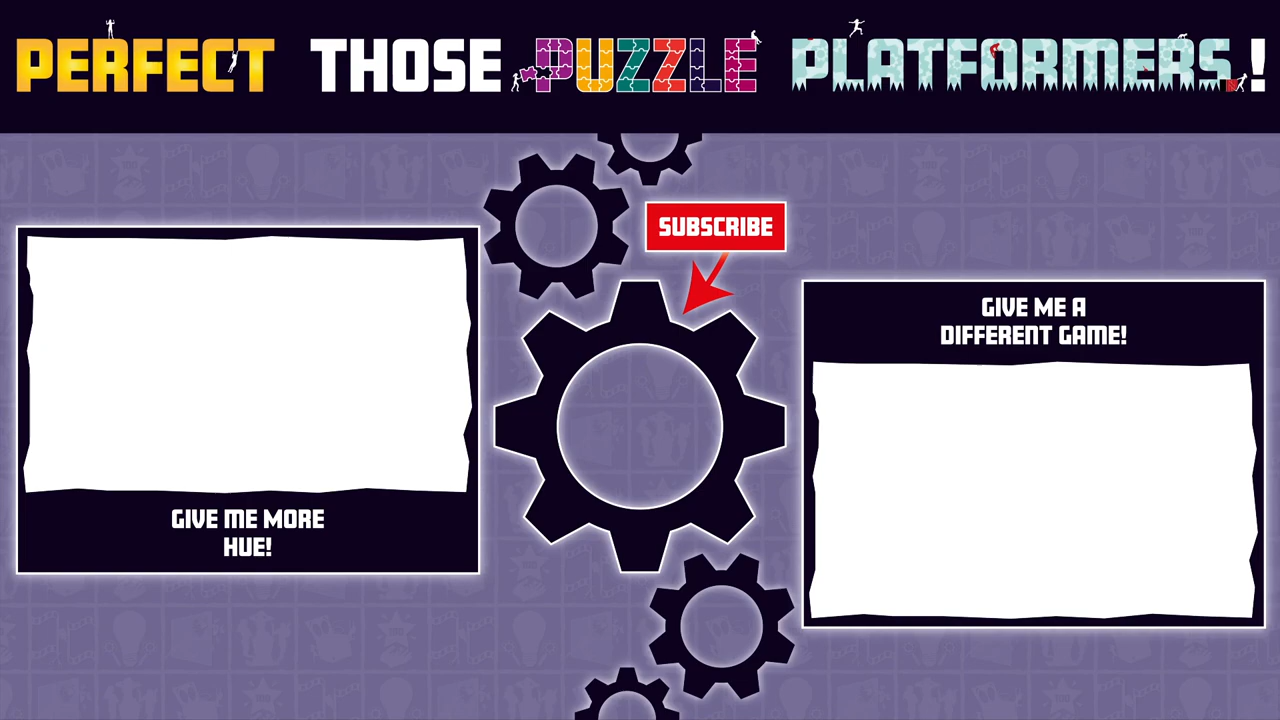 PERFECT THOSE PUZZLE PLATFORMERS!
SUBSCRIBE
GIVE ME MORE
HUE!
GIVE ME A
DIFFERENT GAME!